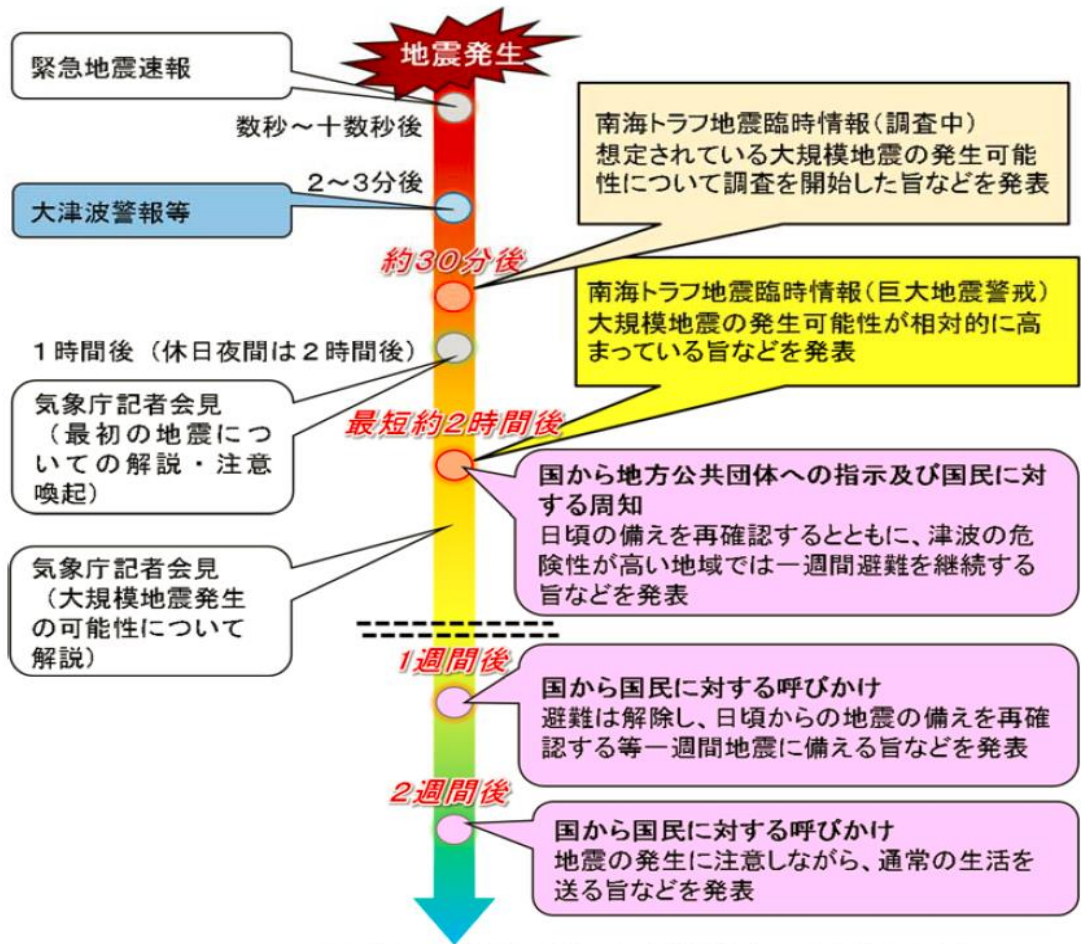 地震発生
緊急地震速報
数秒～十数秒後
２～３分後
大津波警報等
南海トラフ地震臨時情報（調査中）
想定されている大規模地震の発生可能
性について調査を開始した旨などを発表
約３０分後
南海トラフ地震臨時情報（巨大地震警戒）
大規模地震の発生可能性が相対的に高
まっている旨などを発表
１時間後（休日夜間は２時間後）
気象庁記者会見
（最初の地震につ
いての解説・注意
喚起）
最短約２時間後
国から地方公共団体への指示及び国民に対
する周知
日頃の備えを再確認するとともに、津波の危
険性が高い地域では一週間避難を継続する
旨などを発表
気象庁記者会見
（大規模地震発生
の可能性について
解説）
１週間後
国から国民に対する呼びかけ
避難は解除し、日頃からの地震の備えを再確
認する等一週間地震に備える旨などを発表
２週間後
国から国民に対する呼びかけ
地震の発生に注意しながら、通常の生活を
送る旨などを発表